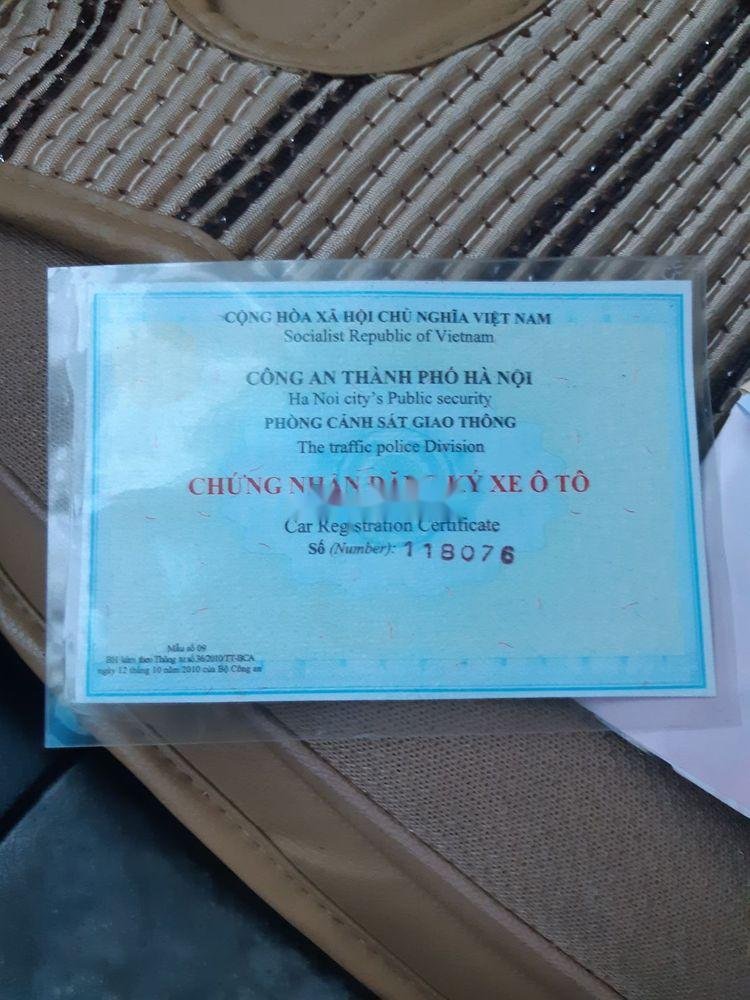 CỘNG HÒA XÃ HỘI CHỦ NGHĨA VIỆT NAM
Socialist Republic of Vietnam
CÔNG AN THÀNH PHỐ HÀ NỘI
Ha Noi city's Public security
PHÒNG CẢNH SÁT GIAO THÔNG
The traffic police Division
CHỨNG NHẬN ĐĂNG KÝ XE Ô TÔ
Car Registration Certificate
Số (Number): 118076
Mẫu số 09
BH kèm theo Thông tư số 36/2010/TT-BCA
ngày 12 tháng 10 năm 2010 của Bộ Công an